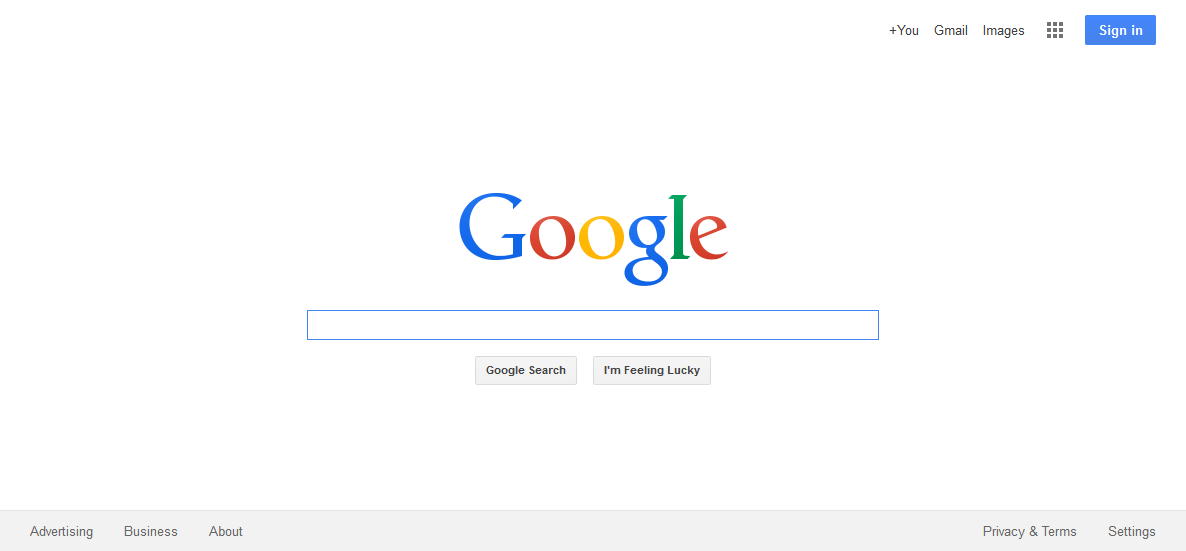 +You Gmail Images Sign in
Google
Google Search I'm Feeling Lucky
Advertising Business About Privacy & Terms Settings